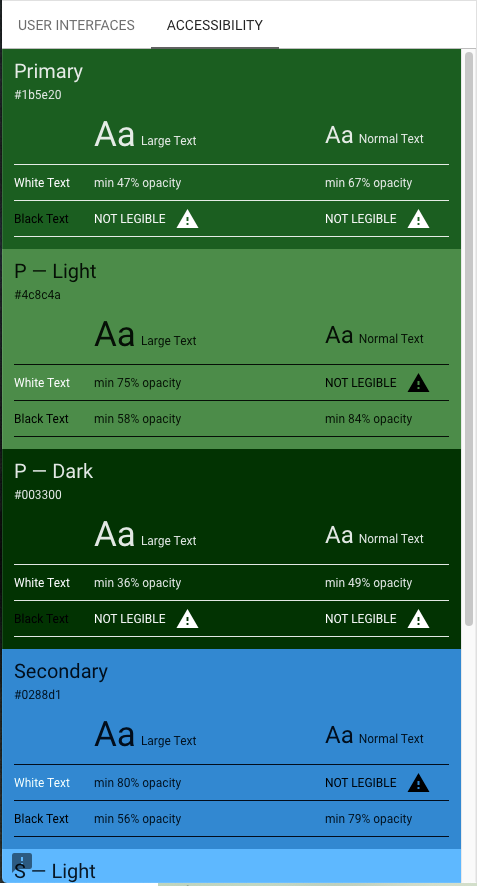 USER INTERFACES ACCESSIBILITY
Primary
#1b5e20
Aa Large Text Aa Normal Text
White Text min 47% opacity min 67% opacity
Black Text NOT LEGIBLE NOT LEGIBLE
P — Light
#4c8c4a
Aa Large Text Aa Normal Text
White Text min 75% opacity NOT LEGIBLE
Black Text min 58% opacity min 84% opacity
P — Dark
#003300
Aa Large Text Aa Normal Text
White Text min 36% opacity min 49% opacity
Black Text NOT LEGIBLE NOT LEGIBLE
Secondary
#0288d1
Aa Large Text Aa Normal Text
White Text min 80% opacity NOT LEGIBLE
Black Text min 56% opacity min 79% opacity
S — Light